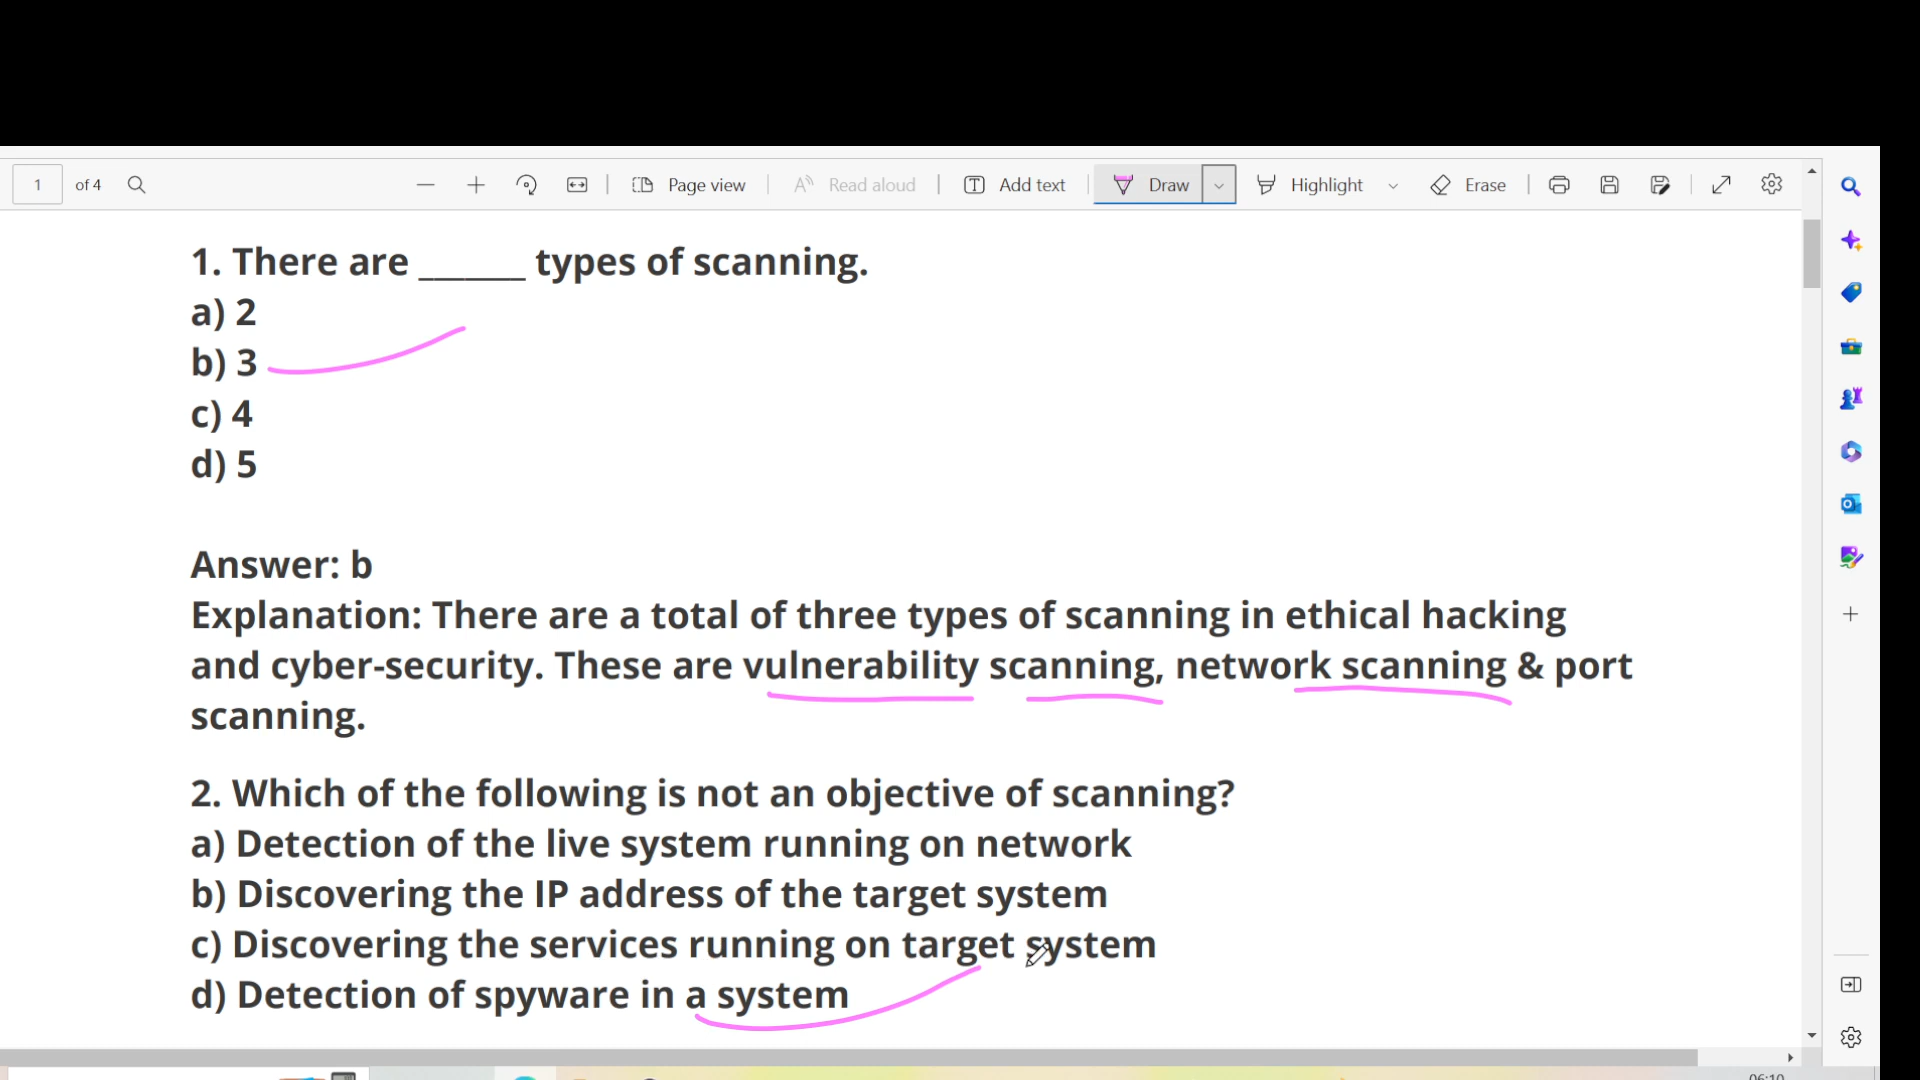 1 of 4 Page view Read aloud Add text Draw Highlight Erase
1. There are ______ types of scanning.
a) 2
b) 3
c) 4
d) 5
Answer: b
Explanation: There are a total of three types of scanning in ethical hacking
and cyber-security. These are vulnerability scanning, network scanning & port
scanning.
2. Which of the following is not an objective of scanning?
a) Detection of the live system running on network
b) Discovering the IP address of the target system
c) Discovering the services running on target system
d) Detection of spyware in a system